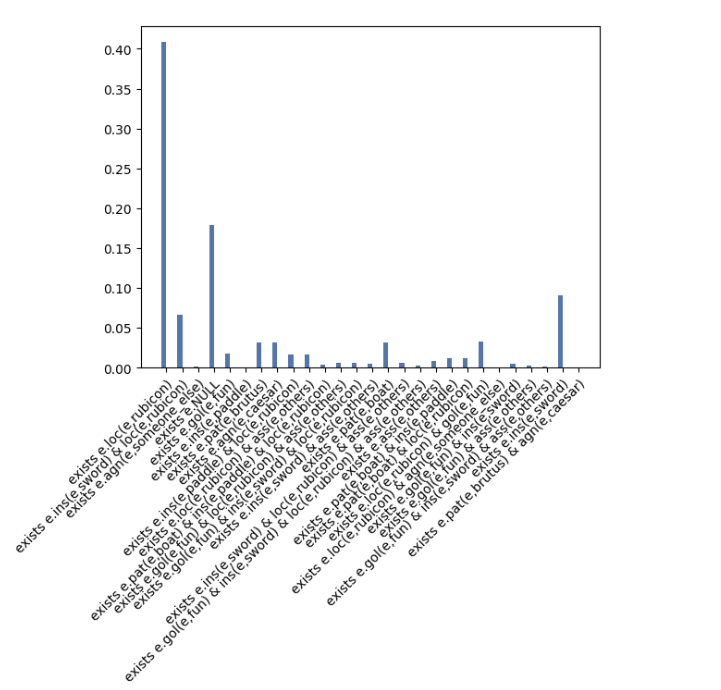 0.40
0.35
0.30
0.25
0.20
0.15
0.10
0.05
0.00
exists e.loc(e,rubicon)
exists e.ins(e,sword) & loc(e,rubicon)
exists e.agn(e,someone_else)
exists e.NULL
exists e.gol(e,fun)
exists e.ins(e,paddle)
exists e.pat(e,brutus)
exists e.agn(e,caesar)
exists e.ins(e,paddle) & loc(e,rubicon)
exists e.loc(e,rubicon) & ass(e,others)
exists e.pat(e,boat) & ins(e,paddle) & loc(e,rubicon)
exists e.gol(e,fun) & loc(e,rubicon) & ass(e,others)
exists e.gol(e,fun) & ins(e,sword) & loc(e,rubicon)
exists e.ins(e,sword) & ass(e,others)
exists e.pat(e,boat)
exists e.ins(e,sword) & loc(e,rubicon) & ass(e,others)
exists e.gol(e,fun) & ins(e,sword) & loc(e,rubicon) & ass(e,others)
exists e.ass(e,others)
exists e.pat(e,boat) & ins(e,paddle)
exists e.pat(e,boat) & loc(e,rubicon)
exists e.loc(e,rubicon) & gol(e,fun)
exists e.loc(e,rubicon) & agn(e,someone_else)
exists e.gol(e,fun) & ins(e,sword)
exists e.gol(e,fun) & ass(e,others)
exists e.gol(e,fun) & ins(e,sword) & ass(e,others)
exists e.ins(e,sword)
exists e.pat(e,brutus) & agn(e,caesar)